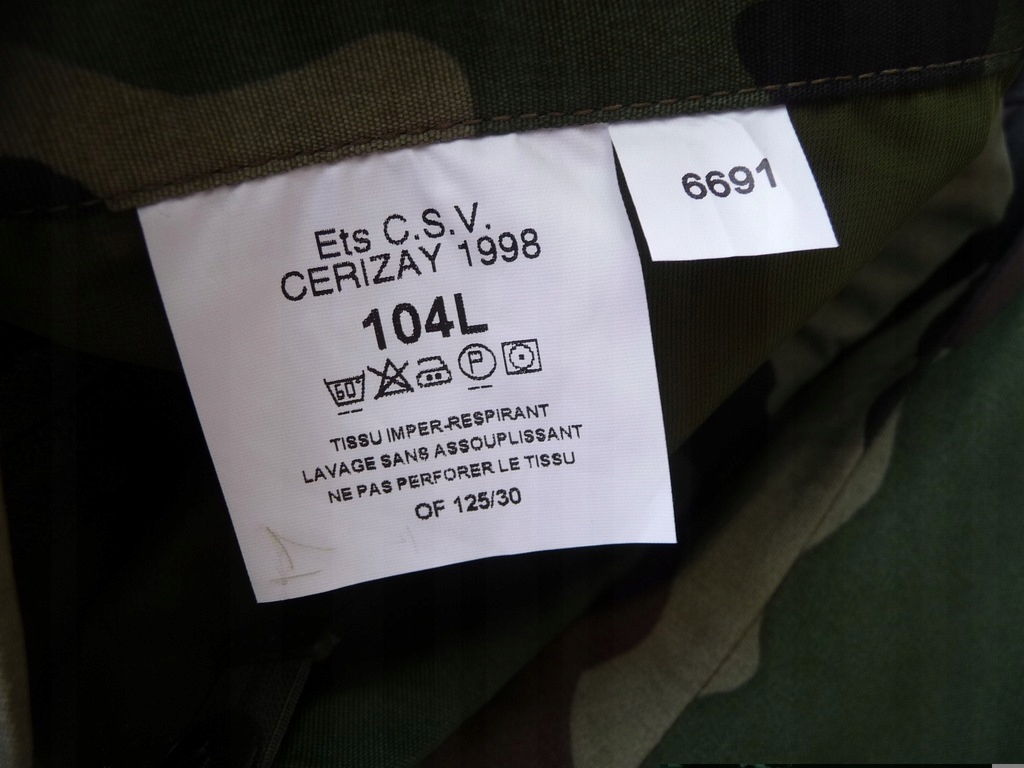 Ets C.S.V.
CERIZAY 1998
104L
60° P
TISSU IMPER-RESPIRANT
LAVAGE SANS ASSOUPLISSANT
NE PAS PERFORER LE TISSU
OF 125/30
6691